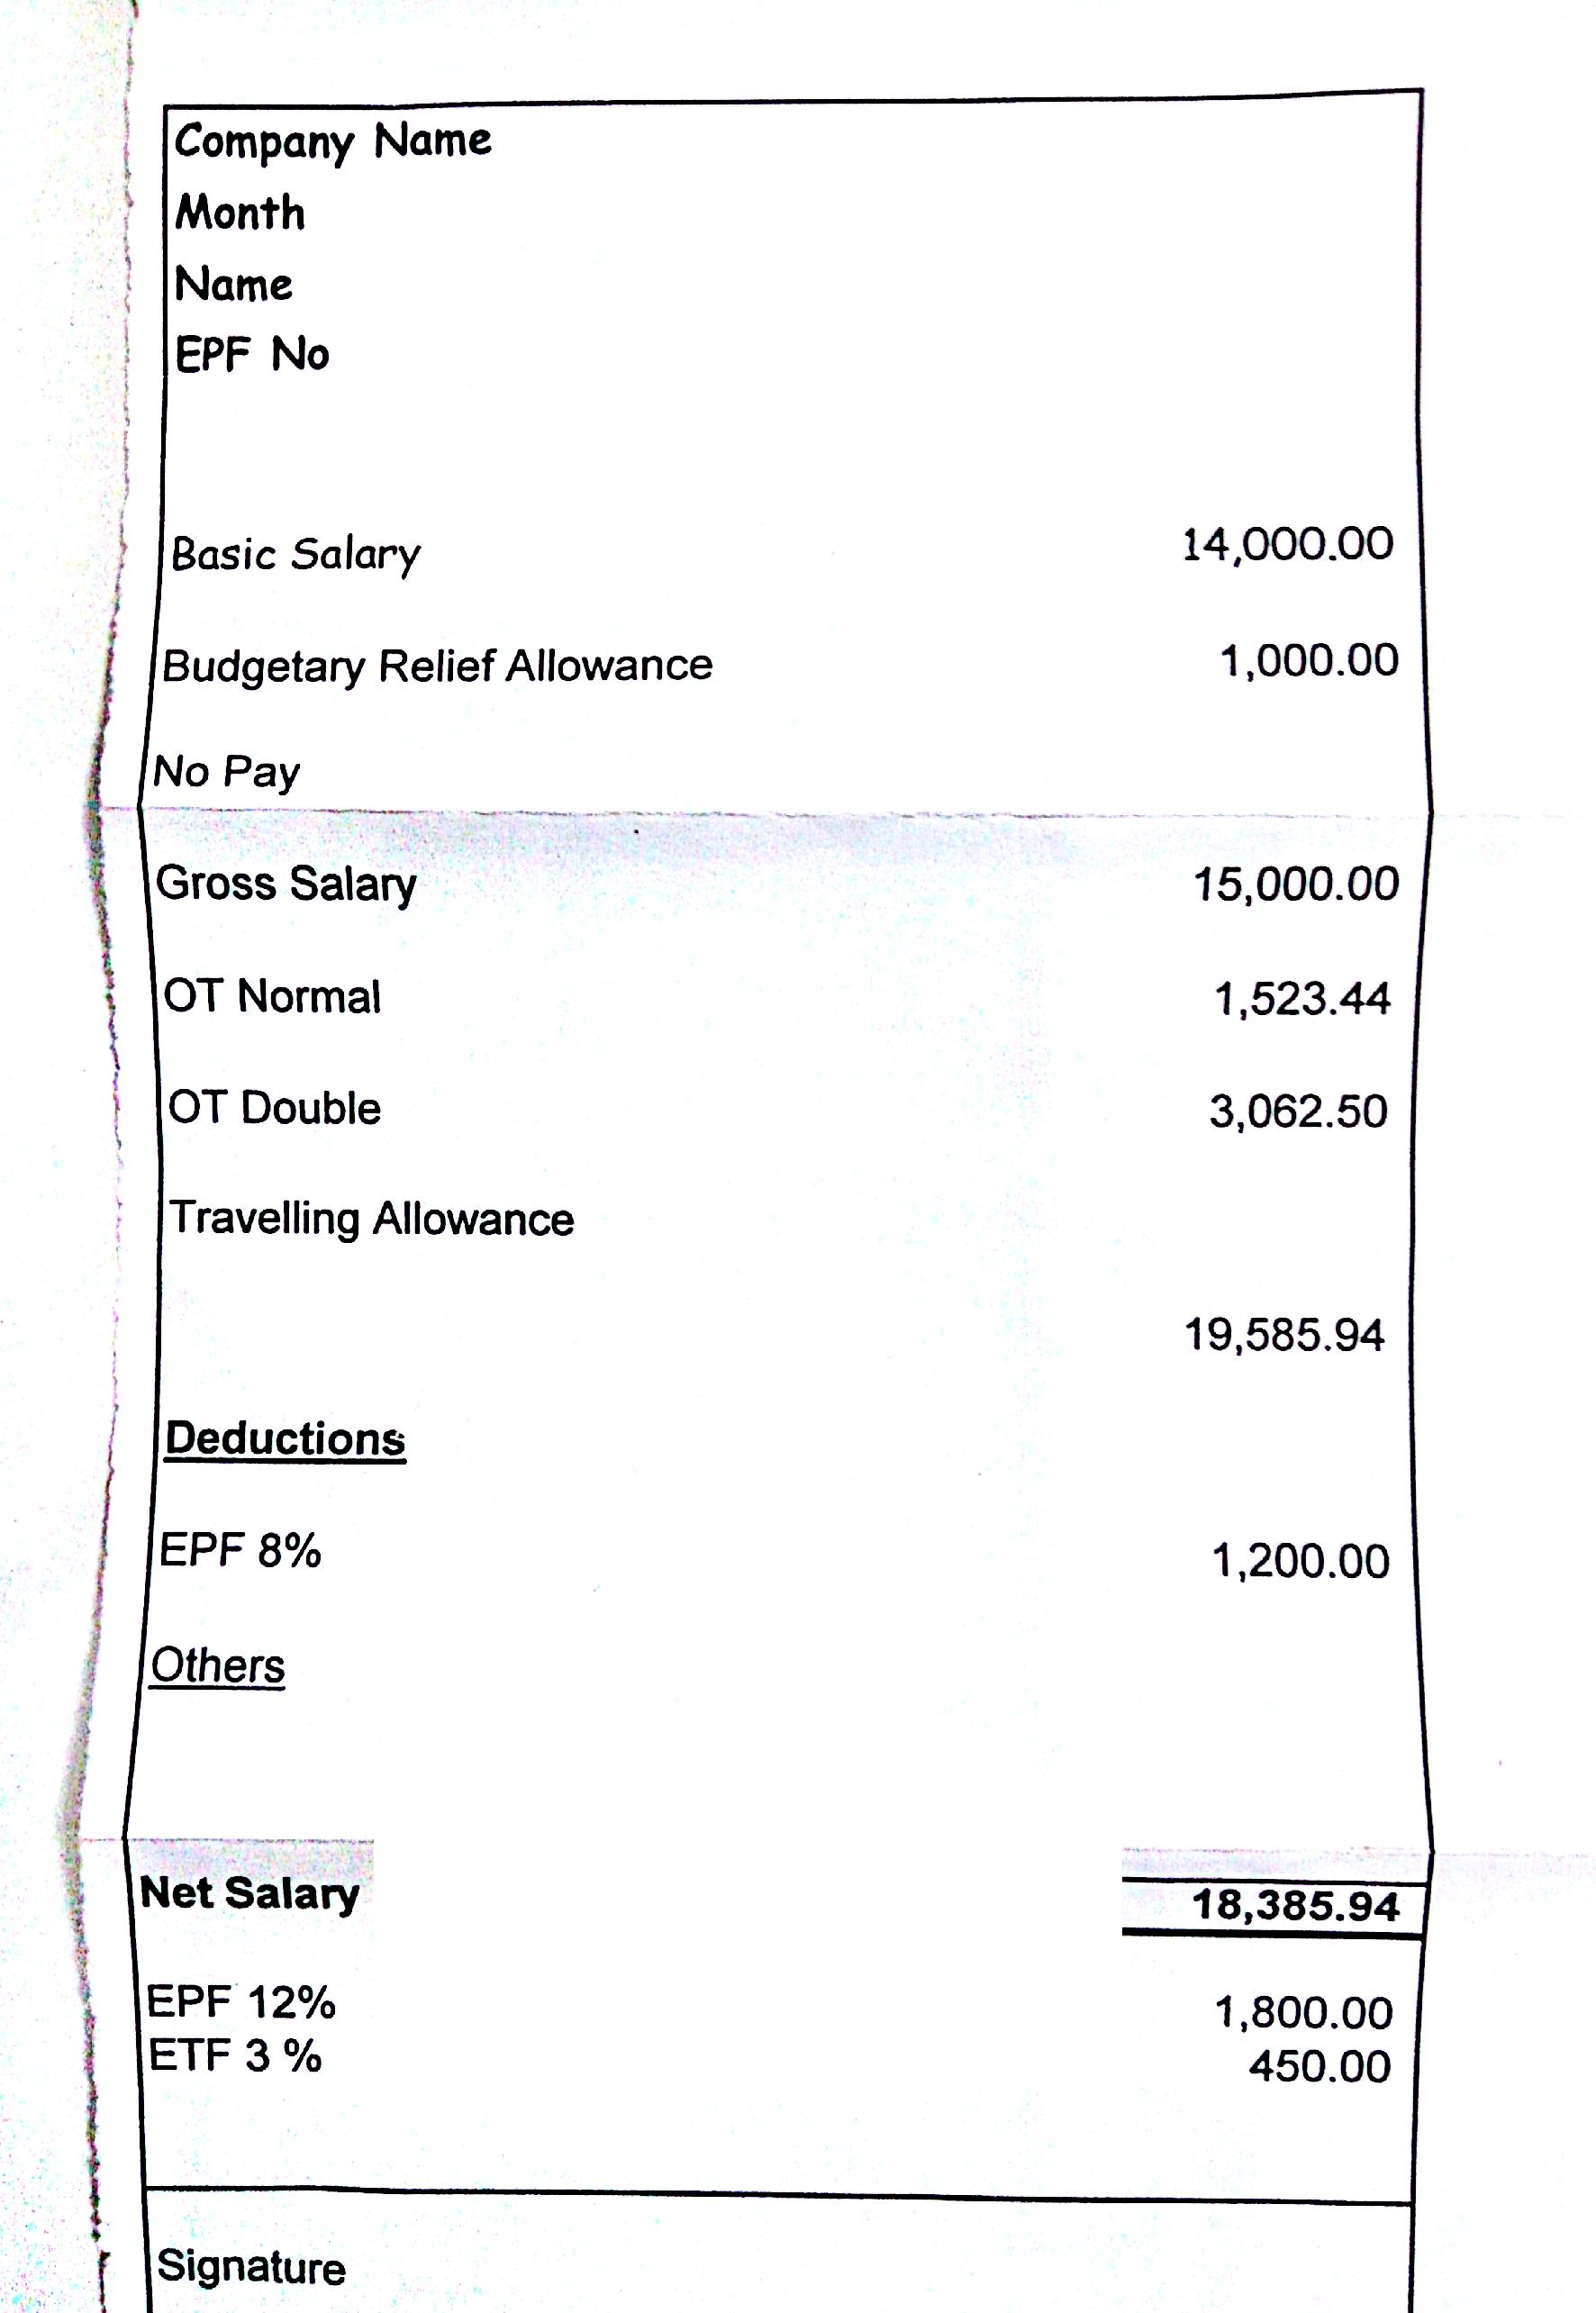 Company Name
Month
Name
EPF No
Basic Salary 14,000.00
Budgetary Relief Allowance 1,000.00
No Pay
Gross Salary 15,000.00
OT Normal 1,523.44
OT Double 3,062.50
Travelling Allowance
19,585.94
Deductions
EPF 8% 1,200.00
Others
Net Salary 18,385.94
EPF 12% 1,800.00
ETF 3 % 450.00
Signature